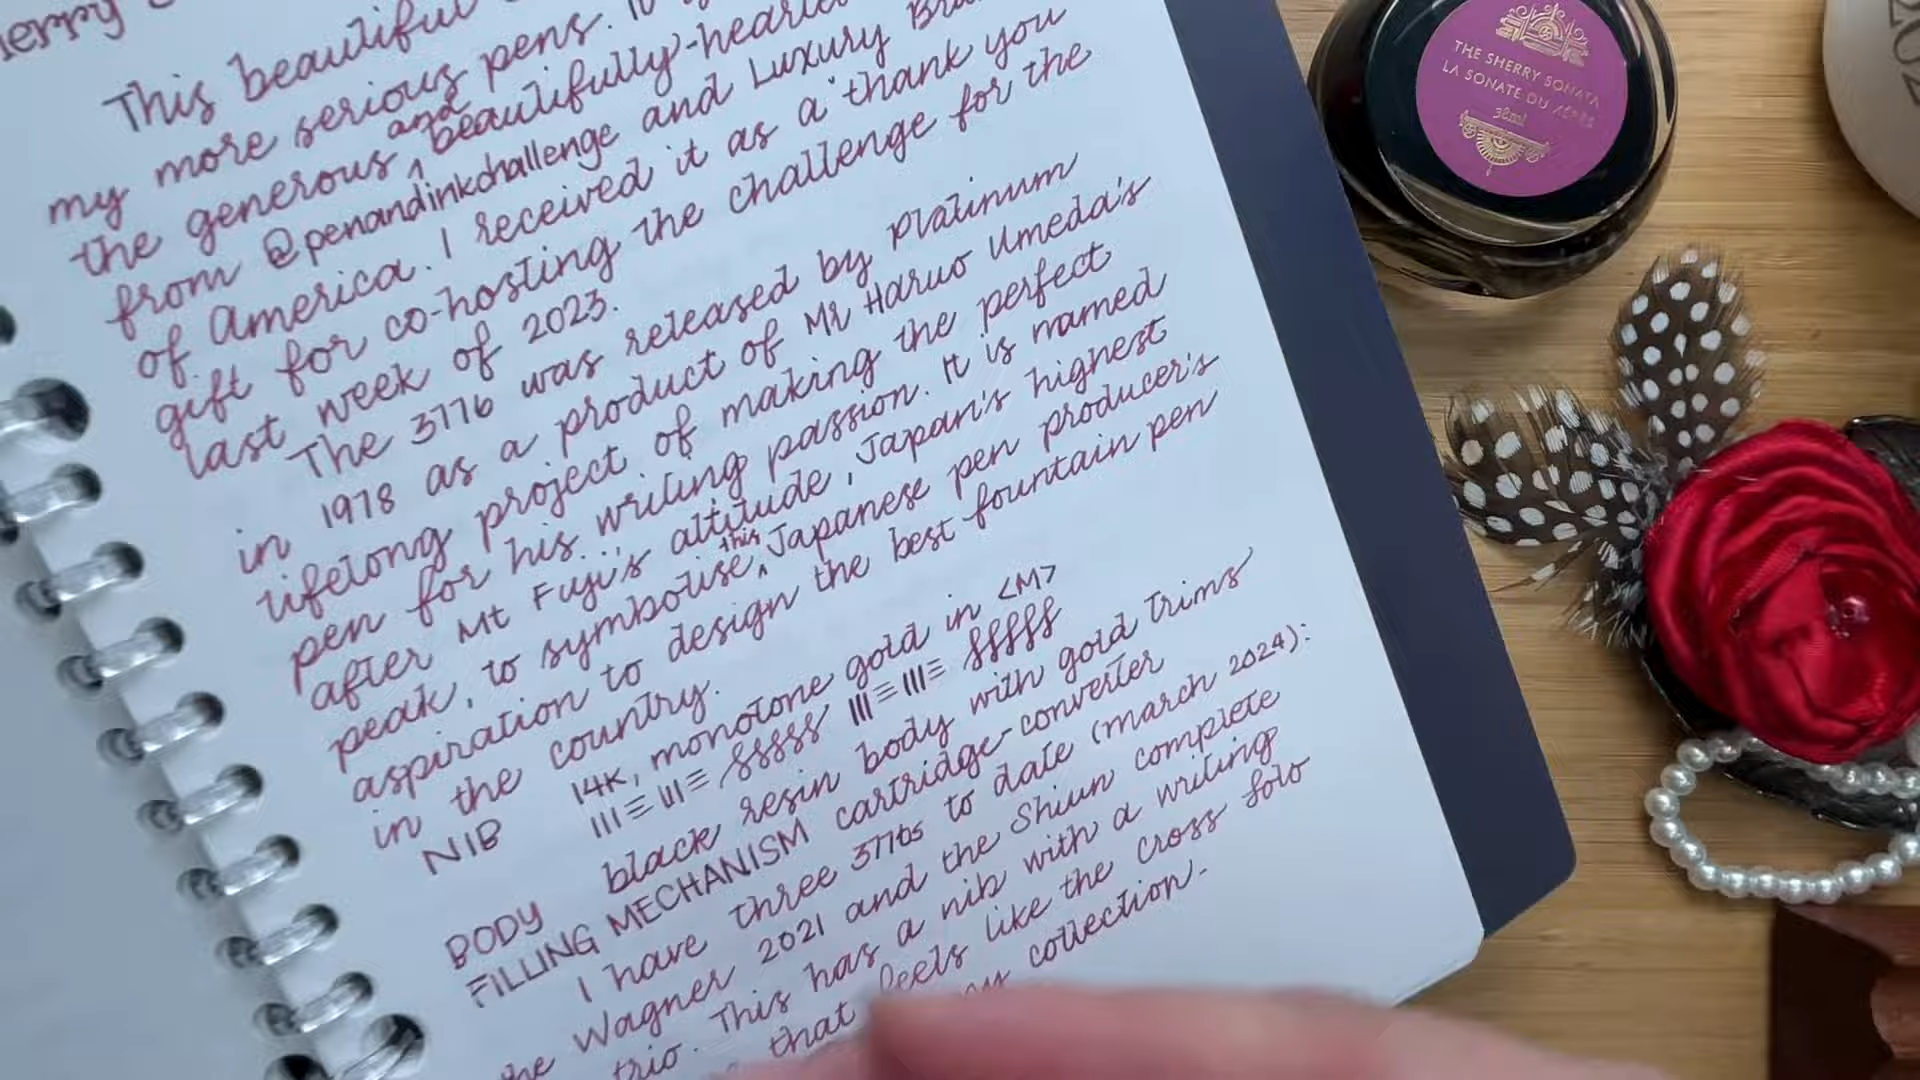 This beautiful
my more serious pens.
the generous and beautifully-hearted
from @penandinkchallenge and Luxury Brands
of America. I received it as a "thank you
gift for co-hosting the challenge for the
last week of 2023.
The 3776 was released by Platinum
in 1978 as a product of Mr Haruo Umeda's
lifelong project of making the perfect
pen for his writing passion. It is named
after Mt Fuji's altitude, Japan's highest
peak, to symbolise this Japanese pen producer's
aspiration to design the best fountain pen
in the country.
NIB 14K, monotone gold in <M>
BODY black resin body with gold trims
FILLING MECHANISM cartridge-converter
I have three 3776s to date (march 2024):
the Wagner 2021 and the Shiun complete
trio. This has a nib with a writing
that feels like the cross
collection.
THE SHERRY SONATA
LA SONATE DU
38ml
202